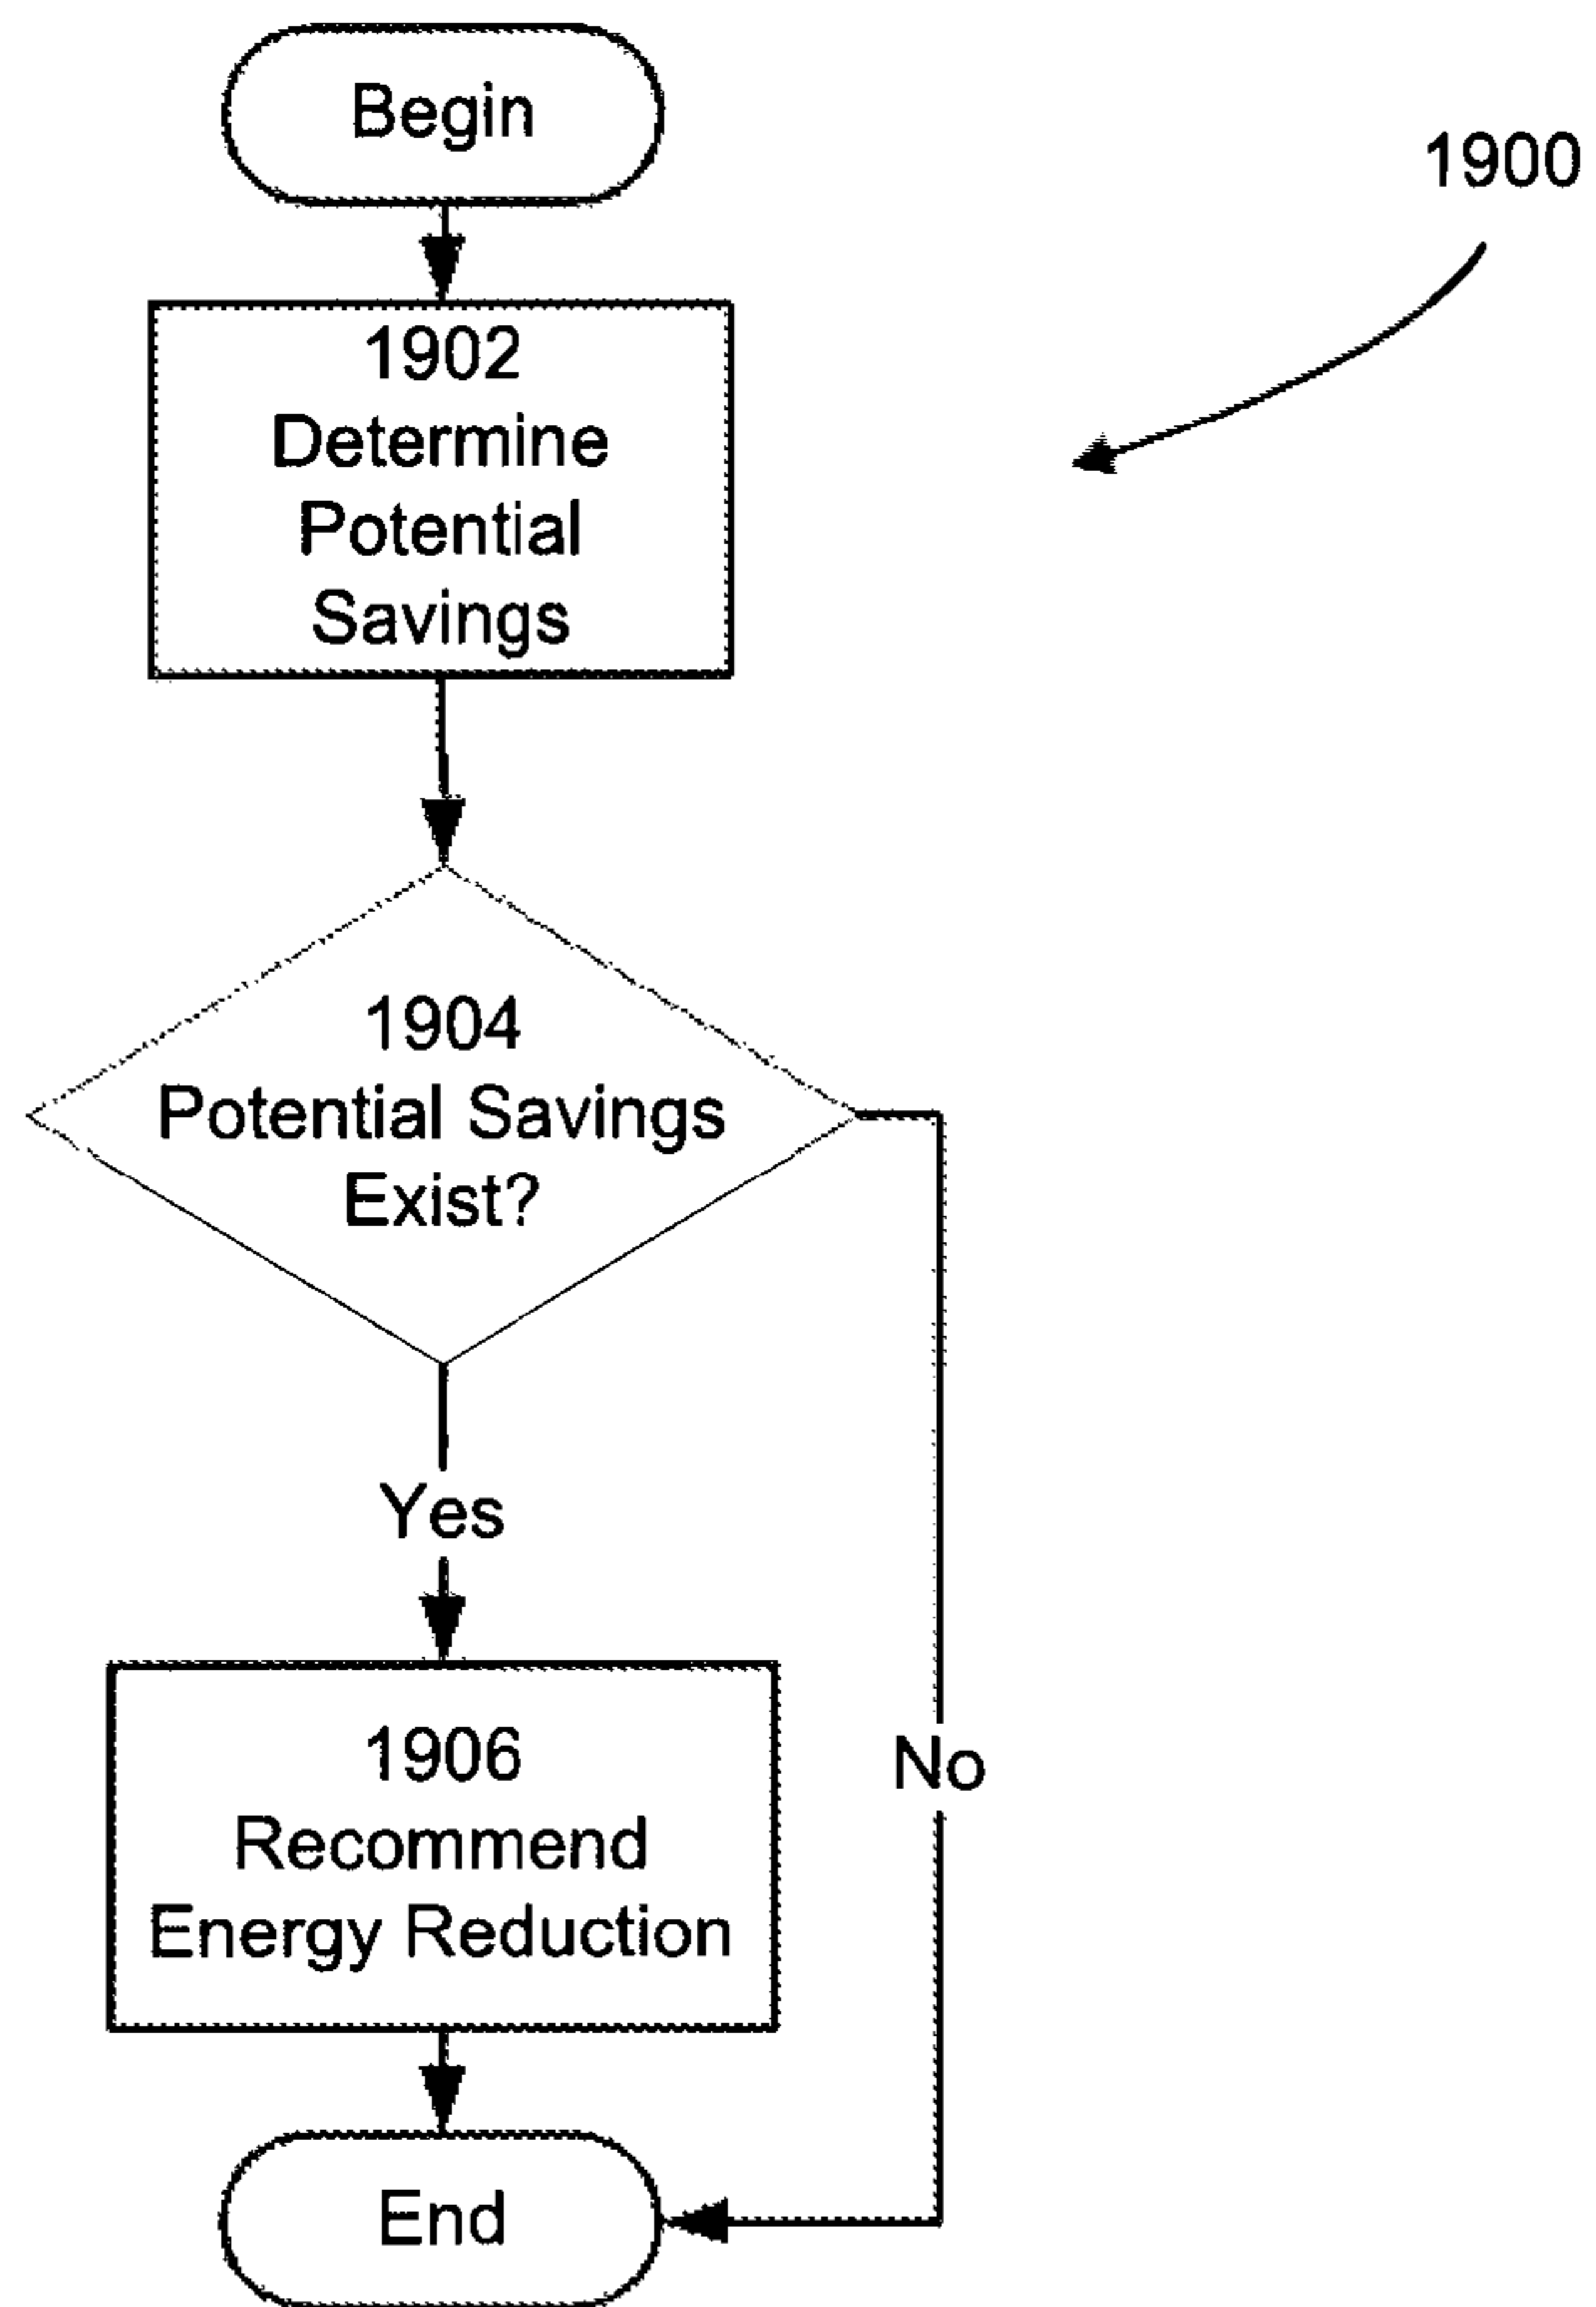 Begin
1900
1902
Determine
Potential
Savings
1904
Potential Savings
Exist?
Yes
1906
Recommend
Energy Reduction
No
End